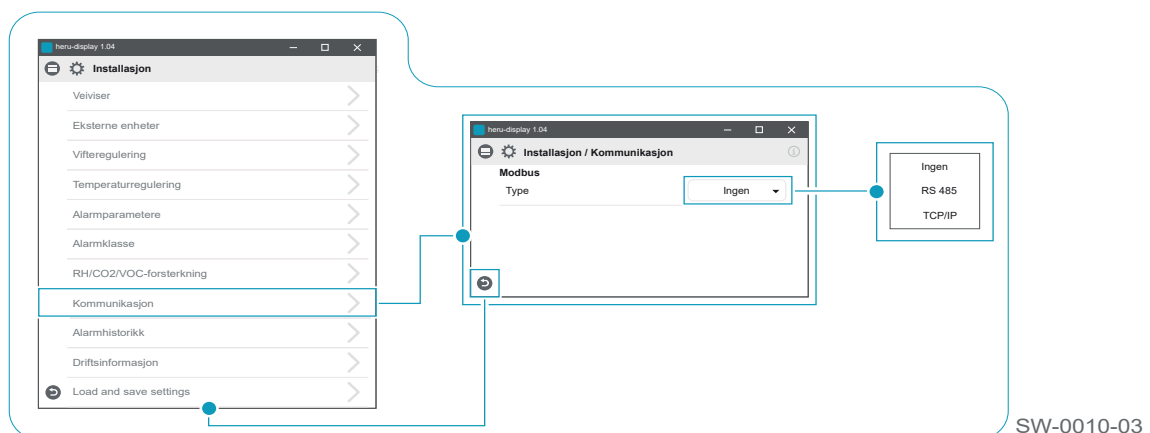 heru-display 1.04
Installasjon
Veiviser
Eksterne enheter
Vifteregulering
Temperaturregulering
Alarmparametere
Alarmklasse
RH/CO2/VOC-forsterkning
Kommunikasjon
Alarmhistorikk
Driftsinformasjon
Load and save settings
heru-display 1.04
Installasjon / Kommunikasjon
Modbus
Type Ingen
Ingen
RS 485
TCP/IP
SW-0010-03